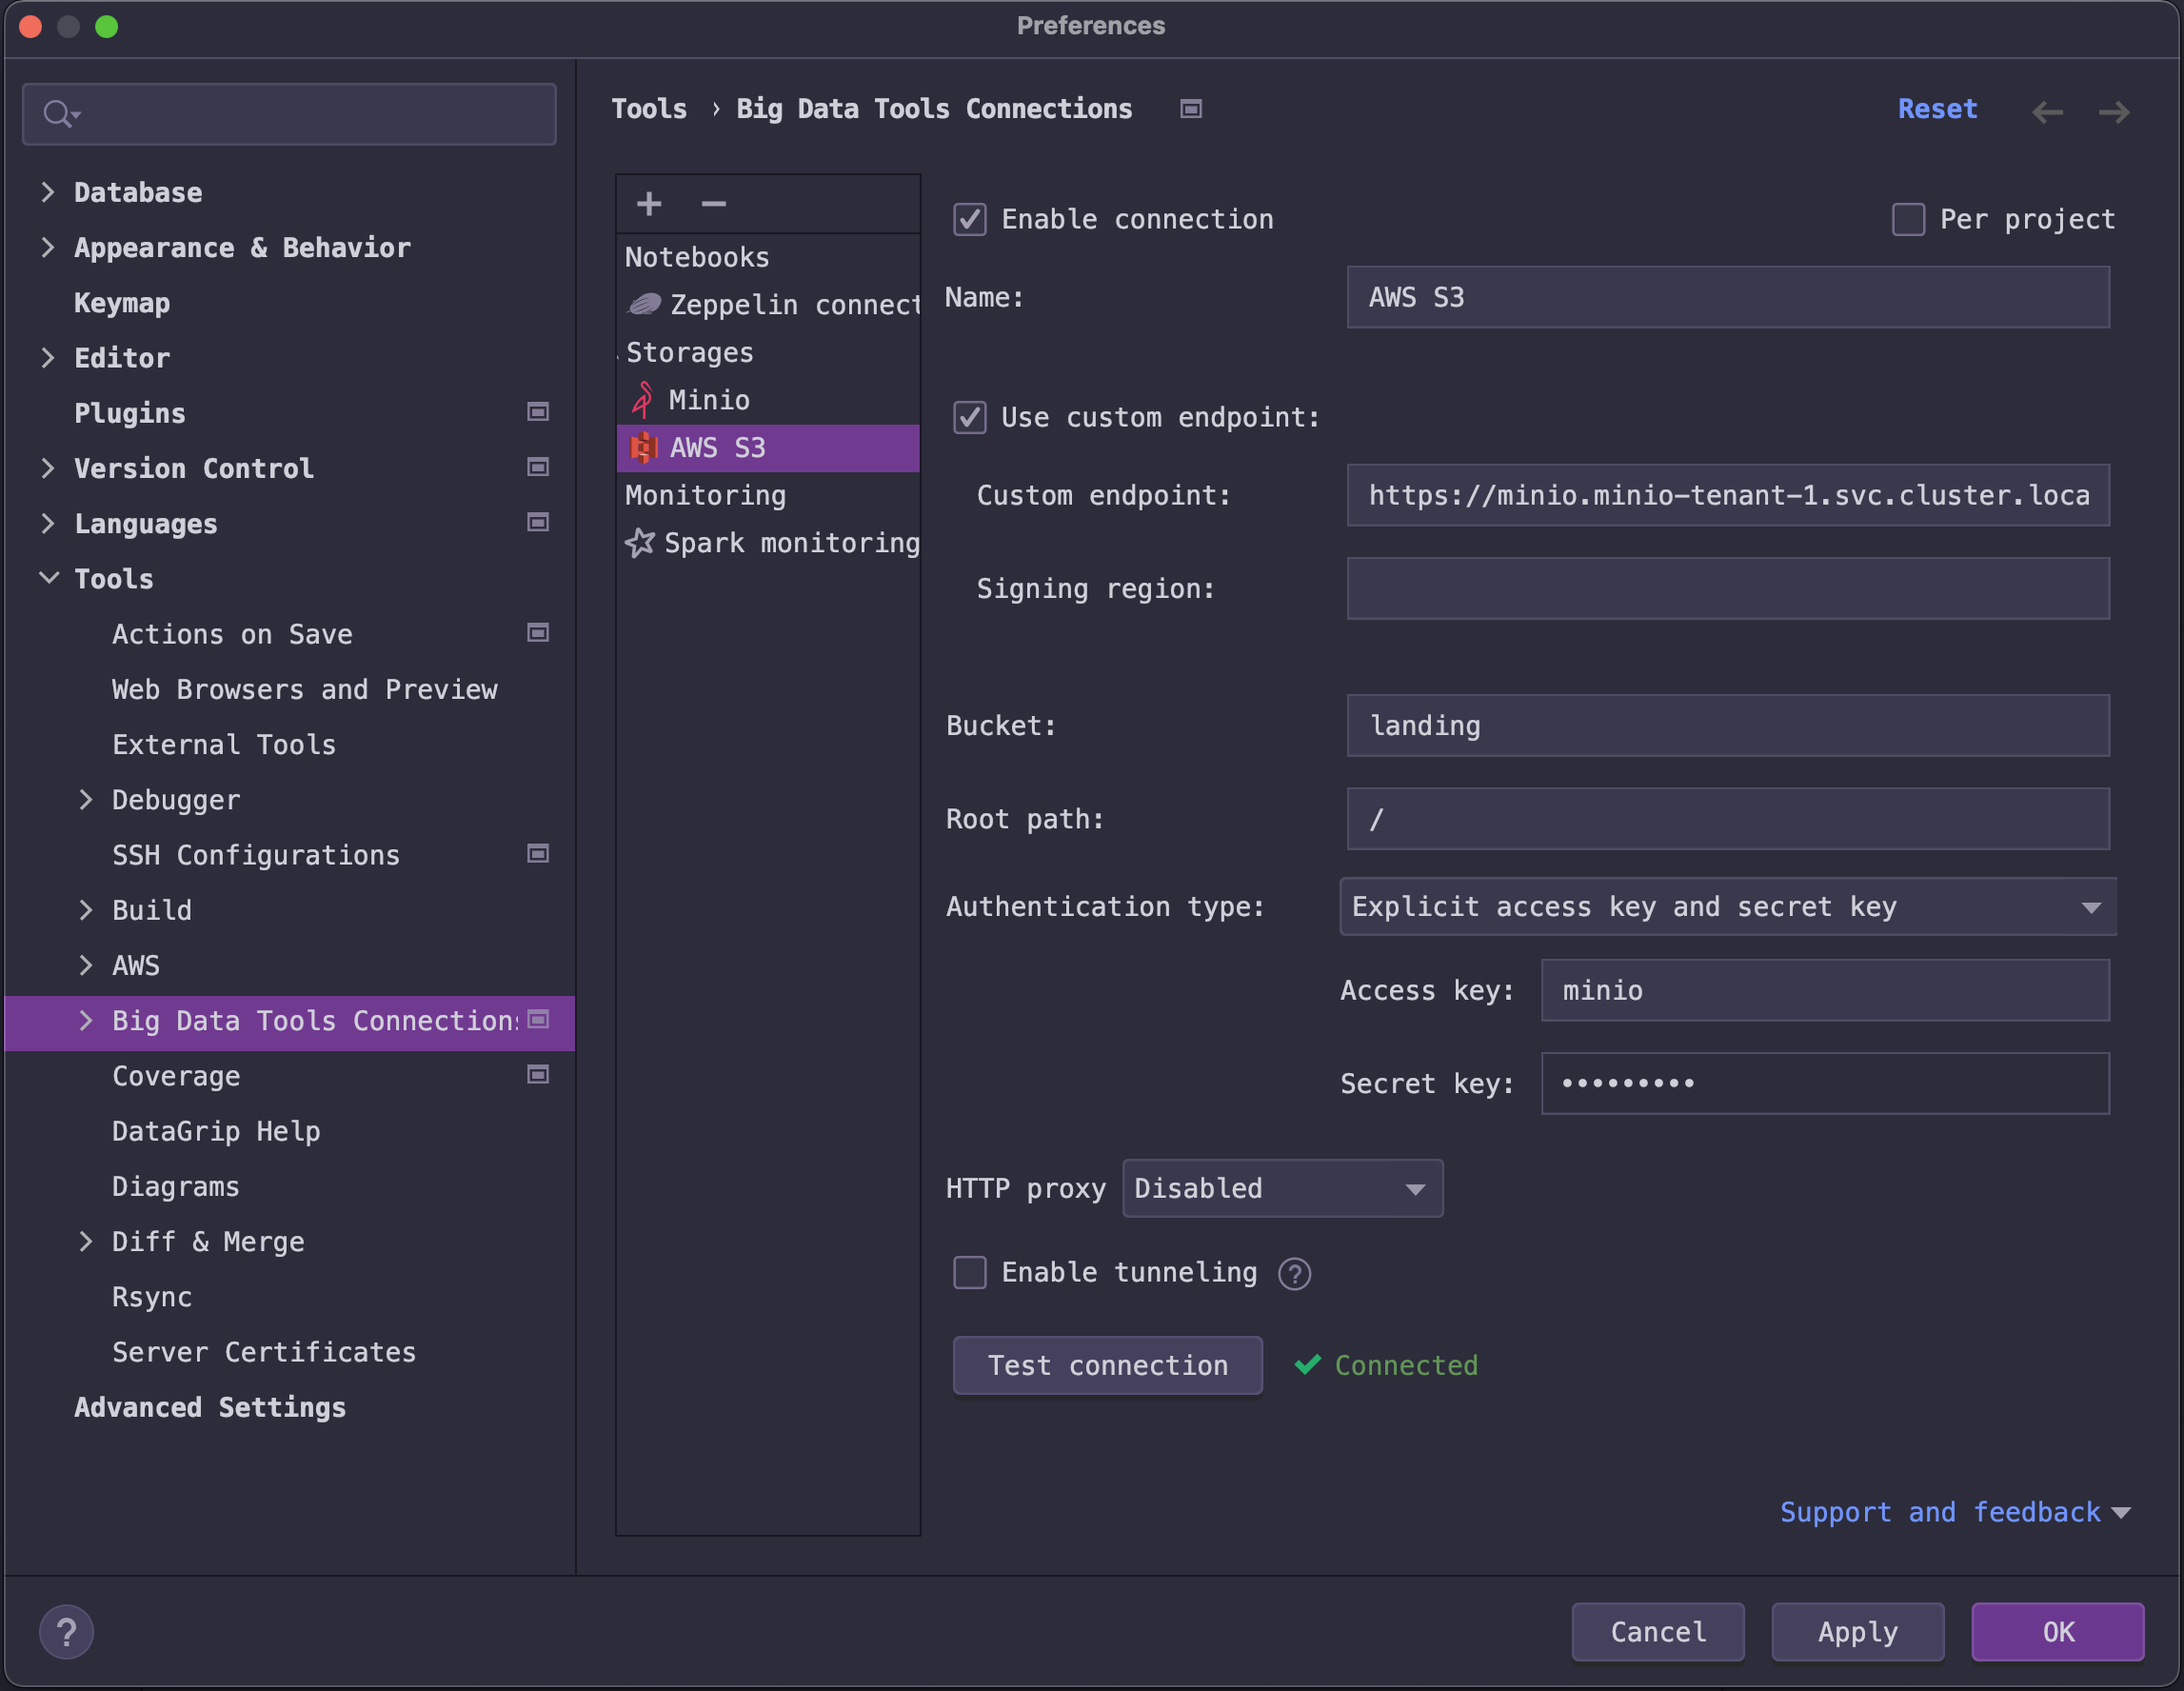 Preferences
Database
Appearance & Behavior
Keymap
Editor
Plugins
Version Control
Languages
Tools
Actions on Save
Web Browsers and Preview
External Tools
Debugger
SSH Configurations
Build
AWS
Big Data Tools Connections
Coverage
DataGrip Help
Diagrams
Diff & Merge
Rsync
Server Certificates
Advanced Settings
Tools › Big Data Tools Connections
Reset
Notebooks
Zeppelin connect
Storages
Minio
AWS S3
Monitoring
Spark monitoring
Enable connection
Per project
Name: AWS S3
Use custom endpoint:
Custom endpoint: https://minio.minio-tenant-1.svc.cluster.loca
Signing region:
Bucket: landing
Root path: /
Authentication type: Explicit access key and secret key
Access key: minio
Secret key: •••••••••
HTTP proxy Disabled
Enable tunneling ?
Test connection Connected
Support and feedback
? Cancel Apply OK